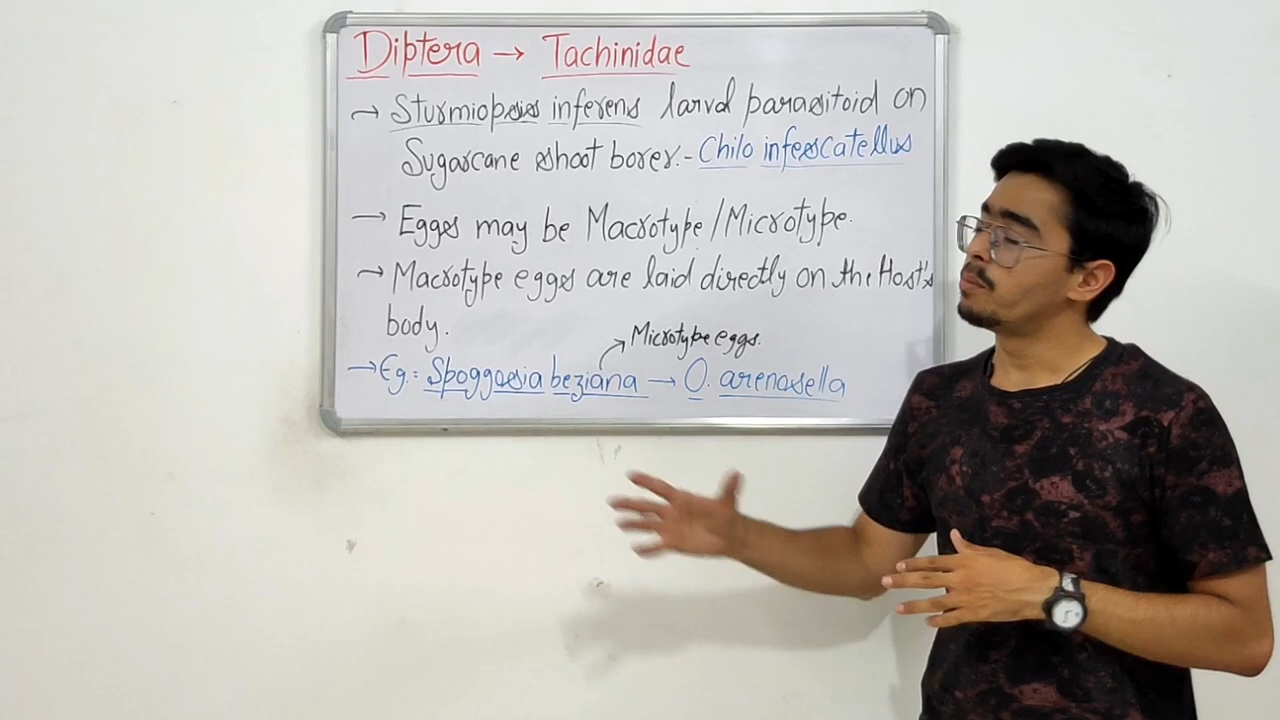 Diptera → Tachinidae
→ Sturmiopsis inferens larval parasitoid on
Sugarcane shoot borer.- Chilo infescatellus
→ Eggs may be Macrotype/Microtype.
→ Macrotype eggs are laid directly on the Host's
body.
→ Microtype eggs.
→ Eg.: Spoggosia beziana → O. arenosella